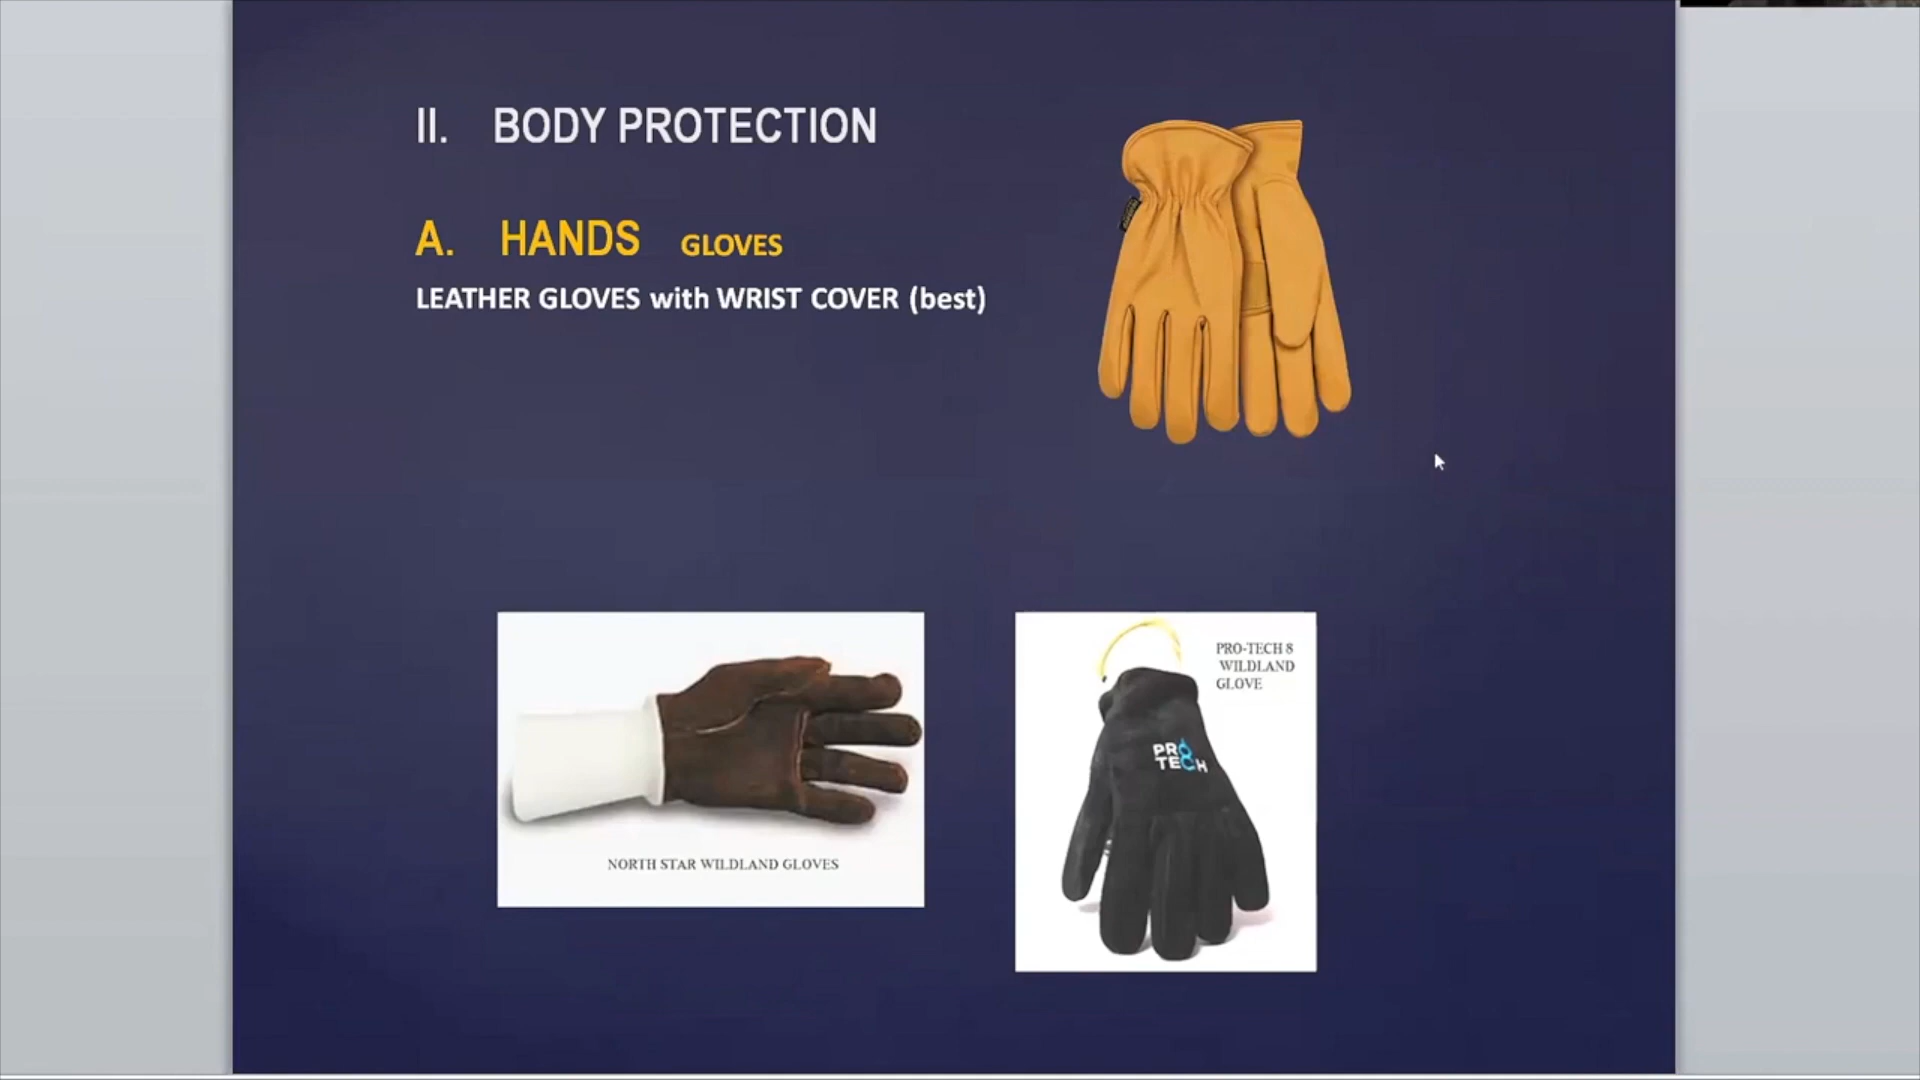 II. BODY PROTECTION
A. HANDS GLOVES
LEATHER GLOVES with WRIST COVER (best)
NORTH STAR WILDLAND GLOVES
PRO-TECH 8
WILDLAND
GLOVE
PRO
TECH